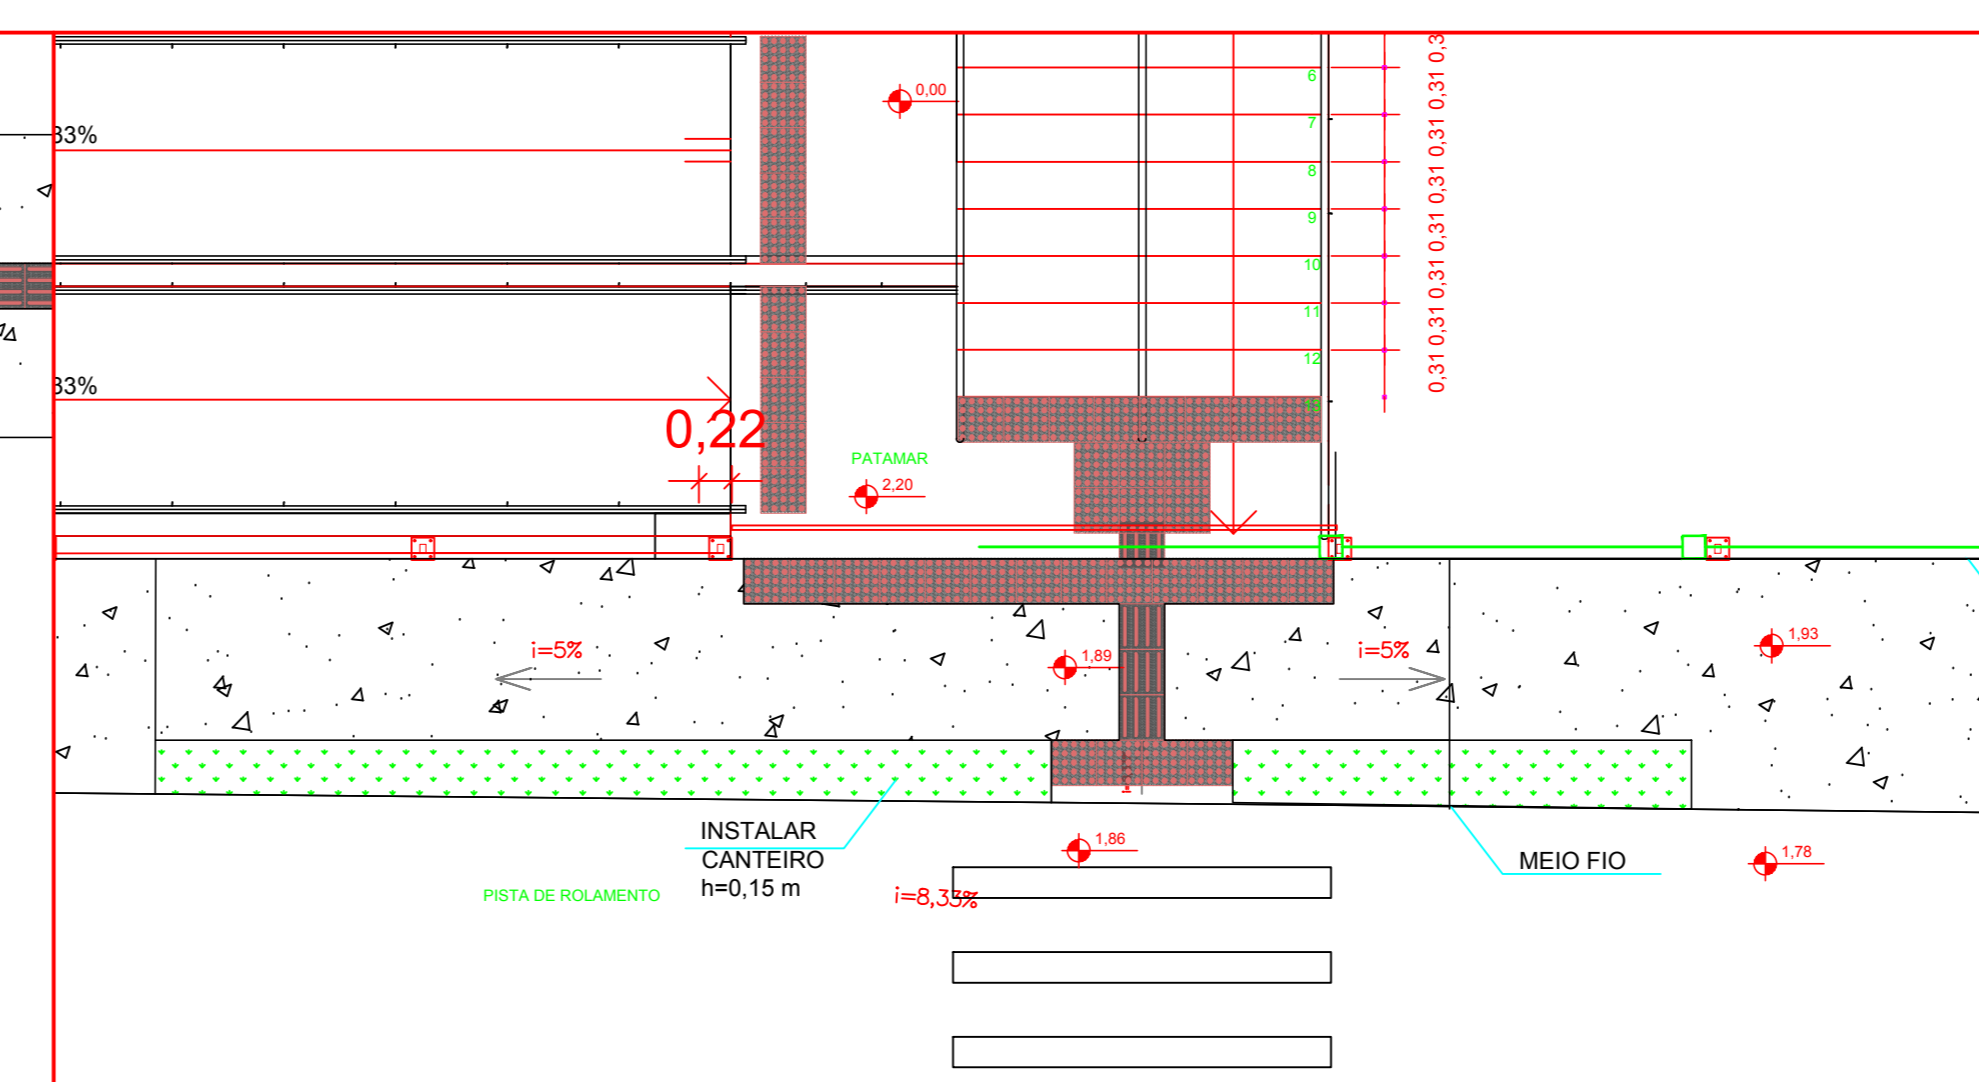 0,00
6
7
8
9
10
11
12
13
0,31 0,31 0,31 0,31 0,31 0,31 0,31 0,3
33%
33%
0,22
PATAMAR
2,20
i=5%
1,89
i=5%
1,93
INSTALAR
CANTEIRO
h=0,15 m
PISTA DE ROLAMENTO
i=8,33%
1,86
MEIO FIO
1,78